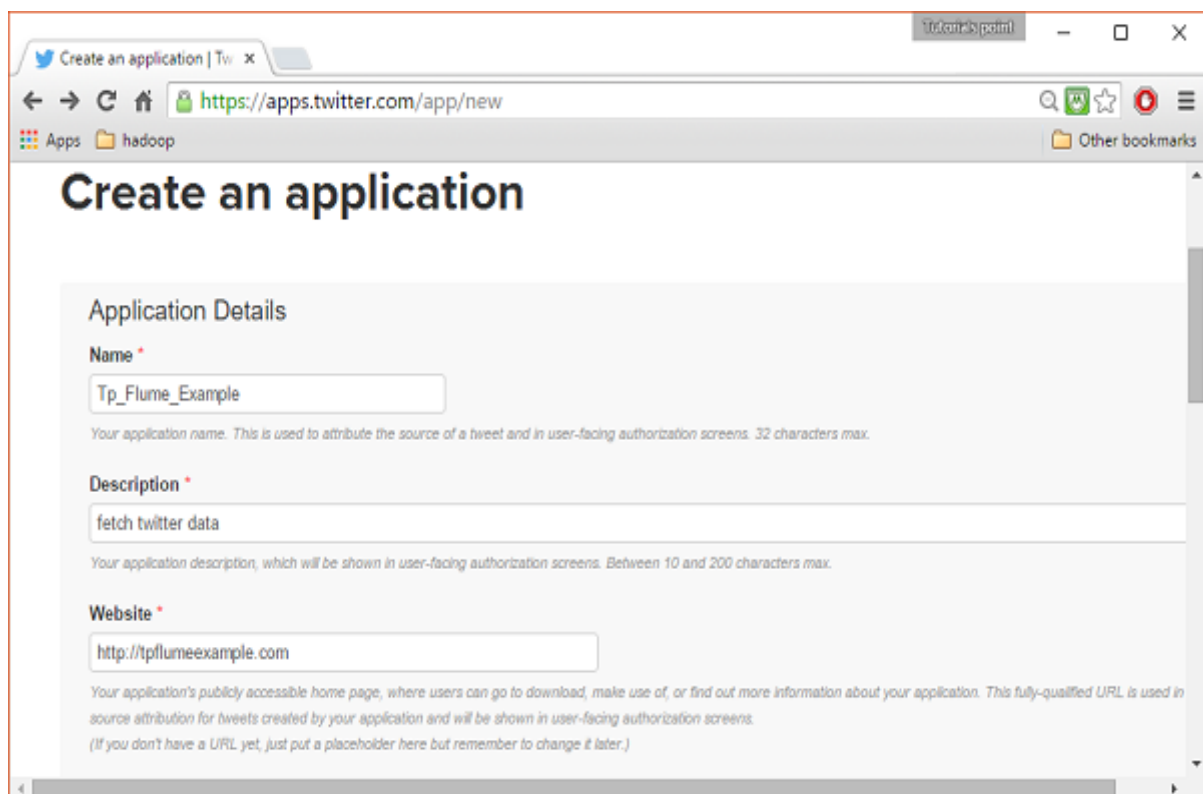 Tutorials point
Create an application | Tw
https://apps.twitter.com/app/new
Apps hadoop Other bookmarks
Create an application
Application Details
Name *
Tp_Flume_Example
Your application name. This is used to attribute the source of a tweet and in user-facing authorization screens. 32 characters max.
Description *
fetch twitter data
Your application description, which will be shown in user-facing authorization screens. Between 10 and 200 characters max.
Website *
http://tpflumeexample.com
Your application's publicly accessible home page, where users can go to download, make use of, or find out more information about your application. This fully-qualified URL is used in
source attribution for tweets created by your application and will be shown in user-facing authorization screens.
(If you don't have a URL yet, just put a placeholder here but remember to change it later.)